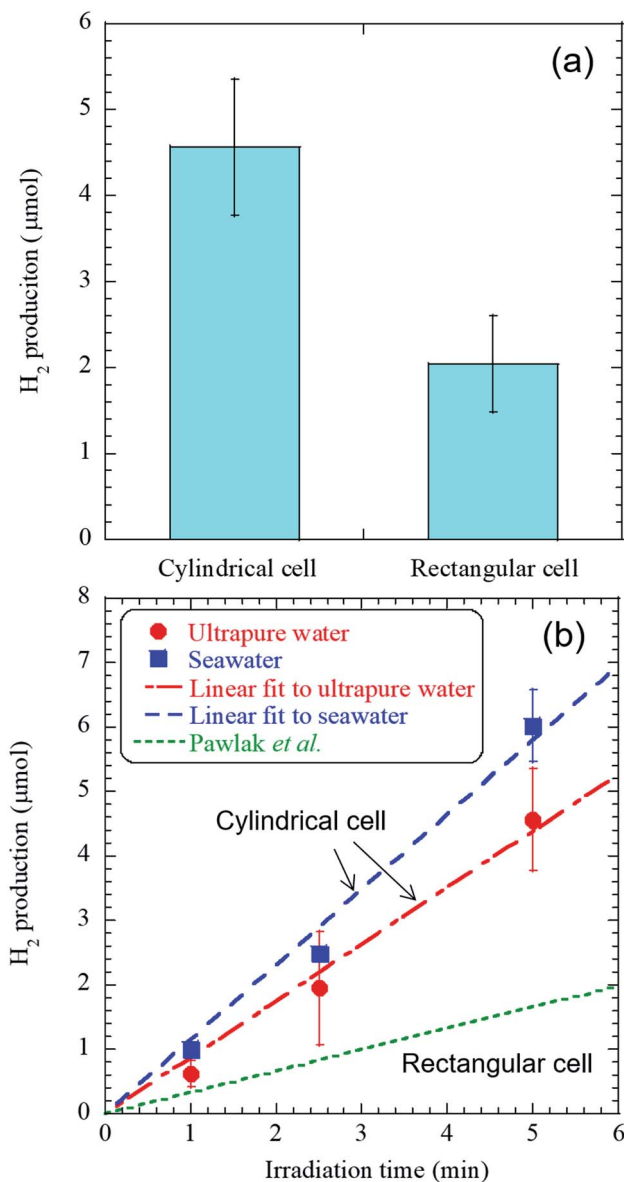 6
(a)
5
4
3
2
1
0
H₂ produciton (μmol)
Cylindrical cell Rectangular cell
8
(b)
7
6
5
4
3
2
1
0
H₂ production (μmol)
Ultrapure water
Seawater
Linear fit to ultrapure water
Linear fit to seawater
Pawlak et al.
Cylindrical cell
Rectangular cell
0 1 2 3 4 5 6
Irradiation time (min)